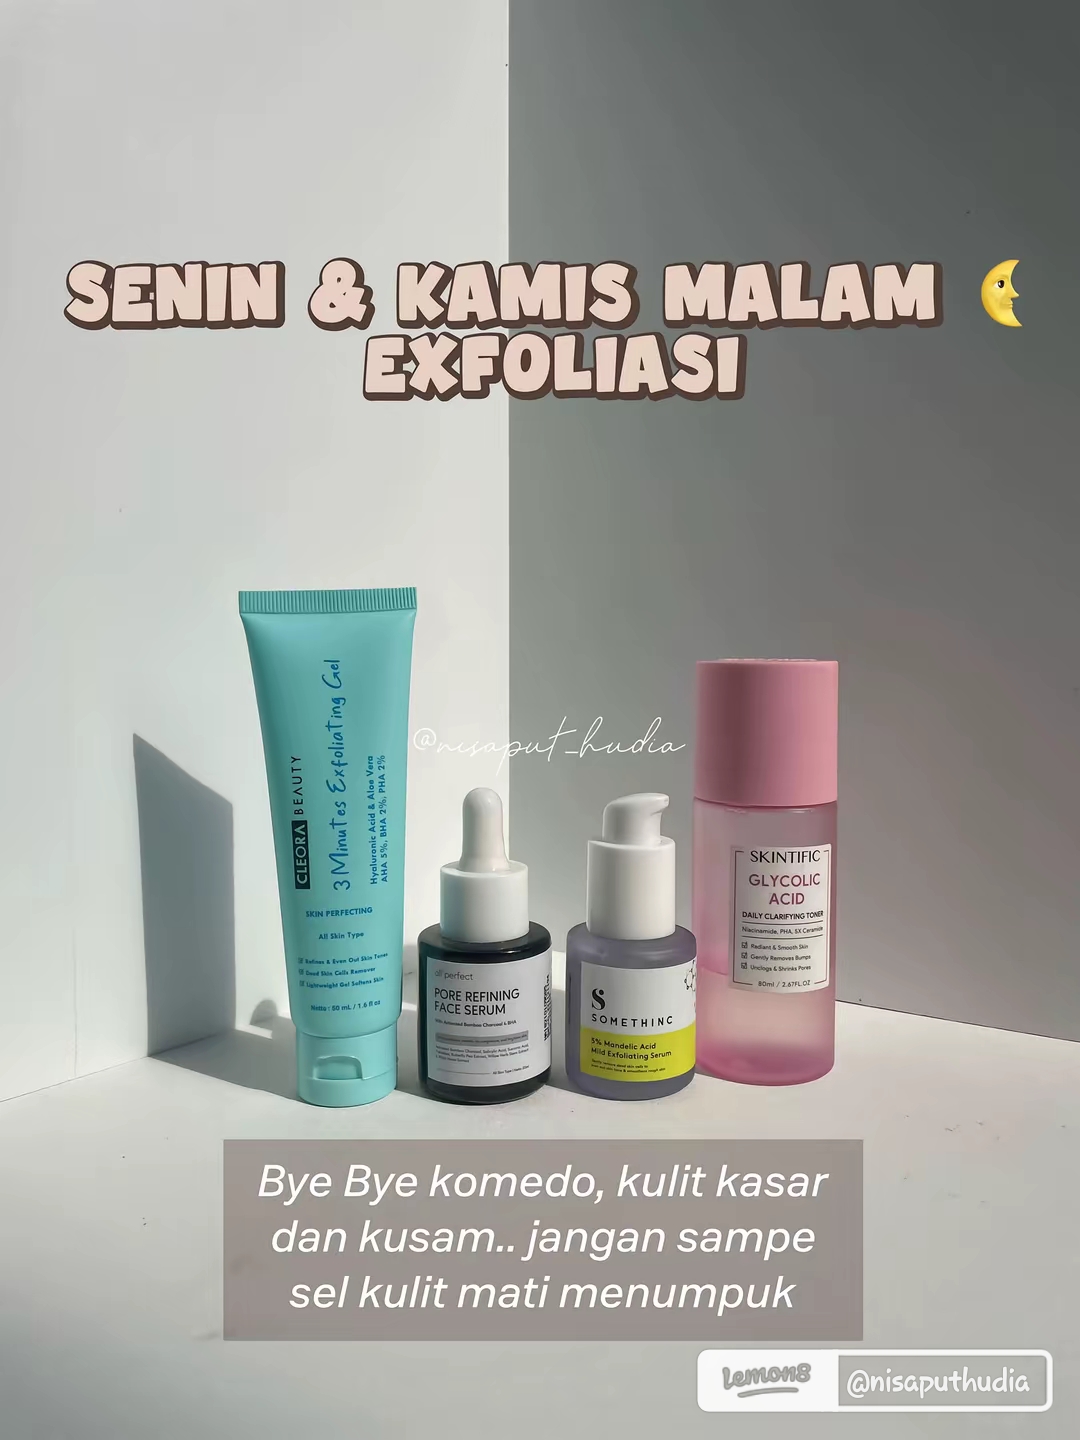 SENIN & KAMIS MALAM 🌜
EXFOLIASI
CLEORA BEAUTY
3 Minutes Exfoliating Gel
Hyaluronic Acid & Aloe Vera
AHA 5%, BHA 2%, PHA 2%
SKIN PERFECTING
All Skin Type
Refines & Even Out Skin Tones
Dead Skin Cells Remover
Lightweight Gel Softens Skin
Netto : 50 mL / 1.6 fl oz
@nisaput_hudia
all perfect
PORE REFINING
FACE SERUM
S
SOMETHINC
5% Mandelic Acid
Mild Exfoliating Serum
SKINTIFIC
GLYCOLIC
ACID
DAILY CLARIFYING TONER
Niacinamide, PHA, 5X Ceramide
Radiant & Smooth Skin
Gently Removes Bumps
Unclogs & Shrinks Pores
80ml / 2.67FL.OZ
Bye Bye komedo, kulit kasar
dan kusam.. jangan sampe
sel kulit mati menumpuk
Lemon8 @nisaputhudia